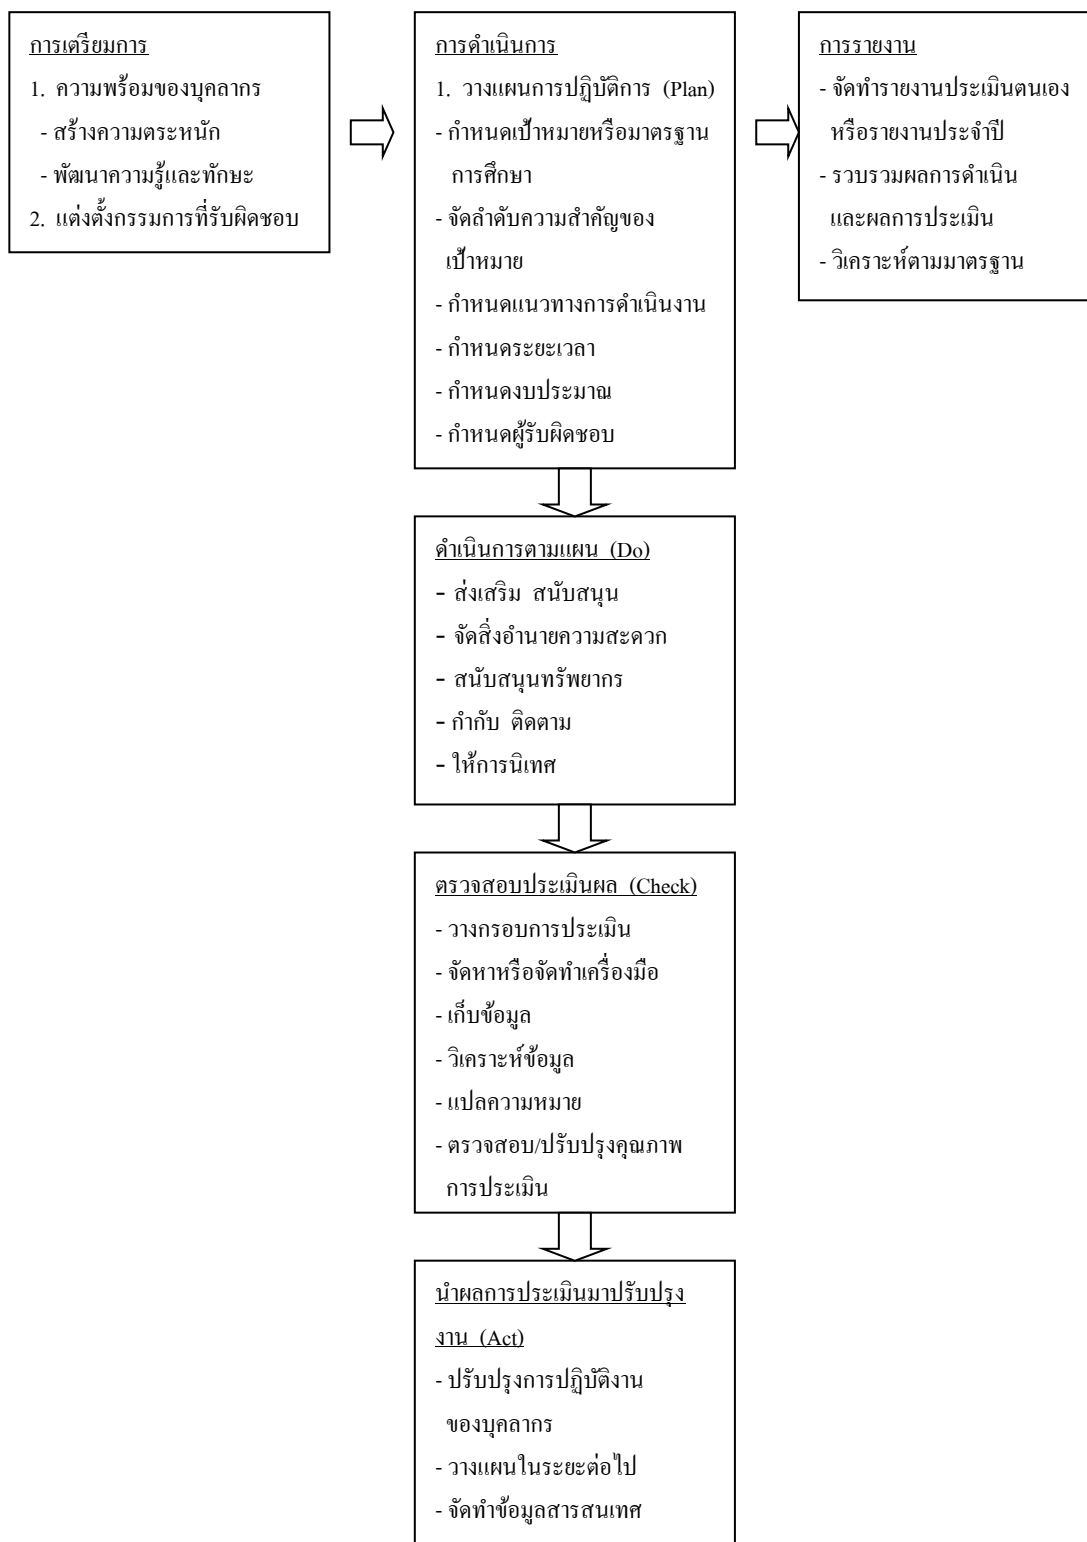 การเตรียมการ
1. ความพร้อมของบุคลากร
- สร้างความตระหนัก
- พัฒนาความรู้และทักษะ
2. แต่งตั้งกรรมการที่รับผิดชอบ
การดำเนินการ
1. วางแผนการปฏิบัติการ (Plan)
- กำหนดเป้าหมายหรือมาตรฐาน
การศึกษา
- จัดลำดับความสำคัญของ
เป้าหมาย
- กำหนดแนวทางการดำเนินงาน
- กำหนดระยะเวลา
- กำหนดงบประมาณ
- กำหนดผู้รับผิดชอบ
การรายงาน
- จัดทำรายงานประเมินตนเอง
หรือรายงานประจำปี
- รวบรวมผลการดำเนิน
และผลการประเมิน
- วิเคราะห์ตามมาตรฐาน
ดำเนินการตามแผน (Do)
- ส่งเสริม สนับสนุน
- จัดสิ่งอำนายความสะดวก
- สนับสนุนทรัพยากร
- กำกับ ติดตาม
- ให้การนิเทศ
ตรวจสอบประเมินผล (Check)
- วางกรอบการประเมิน
- จัดหาหรือจัดทำเครื่องมือ
- เก็บข้อมูล
- วิเคราะห์ข้อมูล
- แปลความหมาย
- ตรวจสอบ/ปรับปรุงคุณภาพ
การประเมิน
นำผลการประเมินมาปรับปรุง
งาน (Act)
- ปรับปรุงการปฏิบัติงาน
ของบุคลากร
- วางแผนในระยะต่อไป
- จัดทำข้อมูลสารสนเทศ